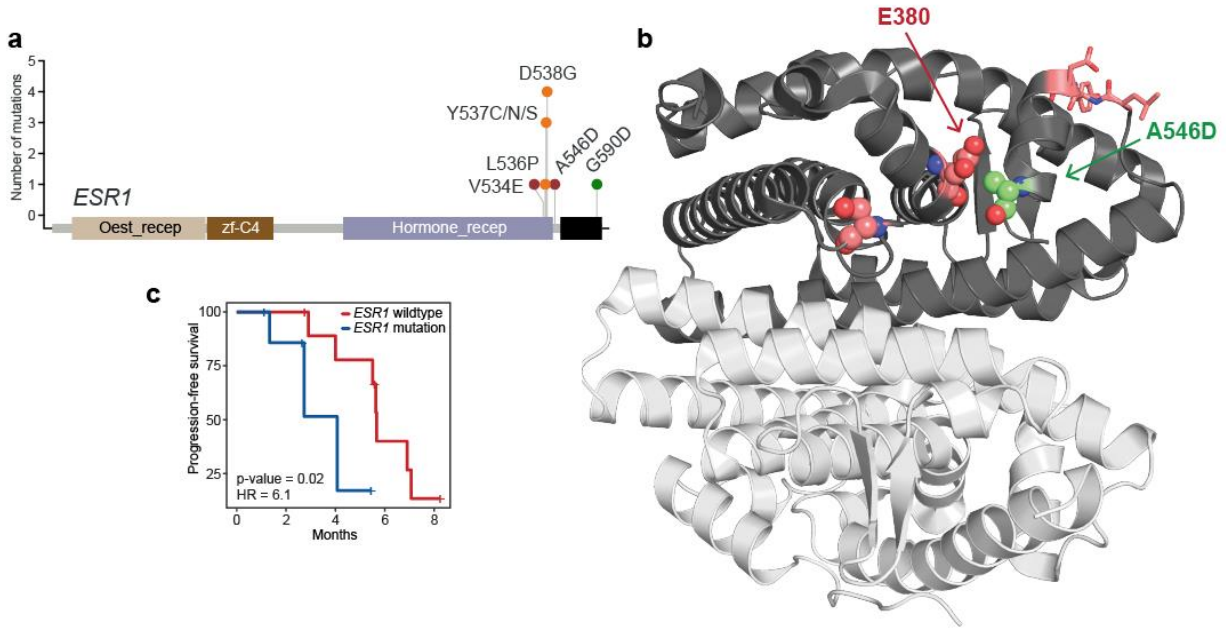 a
Number of mutations
5
4
3
2
1
0
D538G
Y537C/N/S
L536P
V534E
A546D
G590D
ESR1
Oest_recep
zf-C4
Hormone_recep
b
E380
A546D
c
Progression-free survival
100
75
50
25
ESR1 wildtype
ESR1 mutation
p-value = 0.02
HR = 6.1
0 2 4 6 8
Months